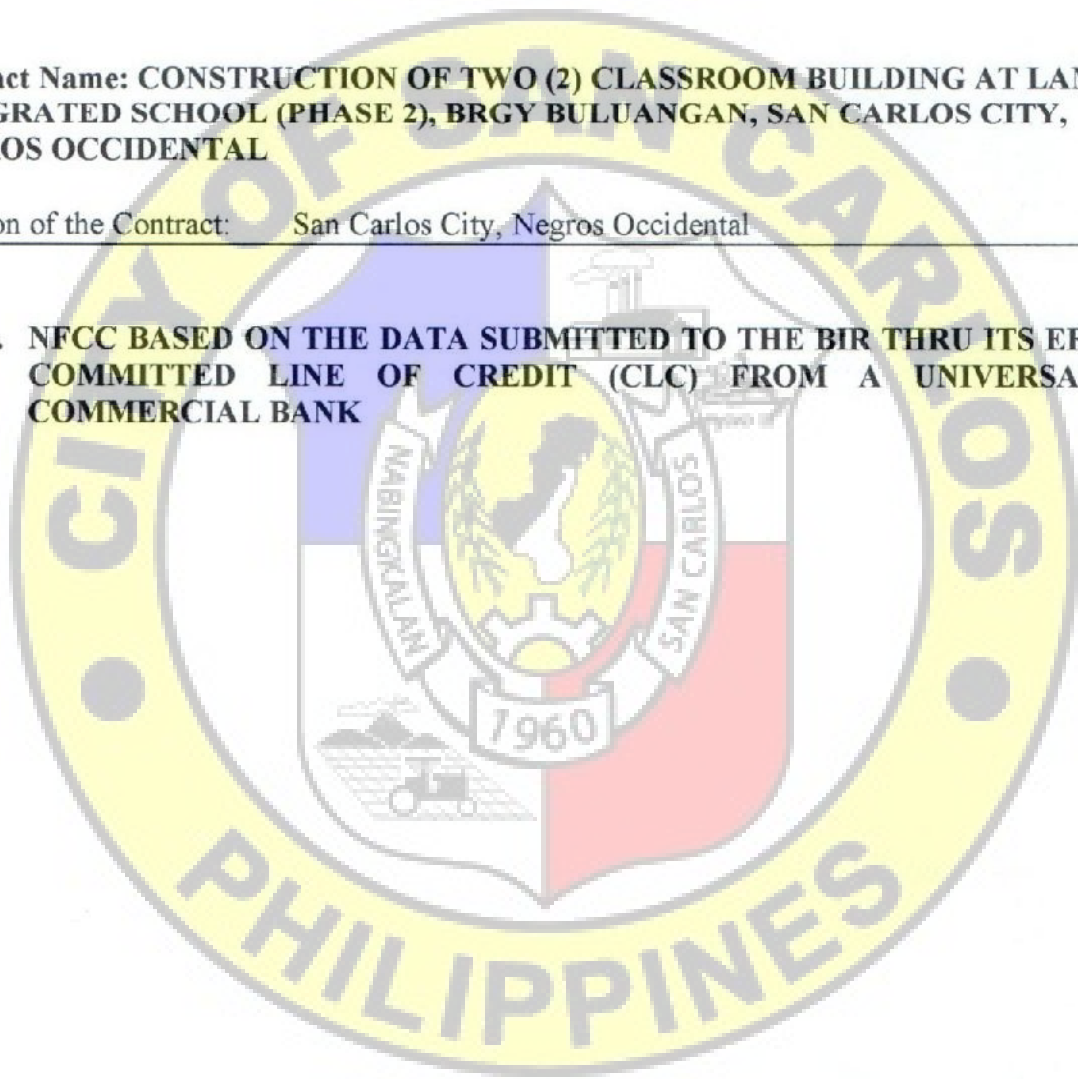 act Name: CONSTRUCTION OF TWO (2) CLASSROOM BUILDING AT LAN
GRATED SCHOOL (PHASE 2), BRGY BULUANGAN, SAN CARLOS CITY,
ROS OCCIDENTAL
on of the Contract: San Carlos City, Negros Occidental
. NFCC BASED ON THE DATA SUBMITTED TO THE BIR THRU ITS EF
COMMITTED LINE OF CREDIT (CLC) FROM A UNIVERSA
COMMERCIAL BANK
CITY OF SAN CARLOS
NABINGKALAN
SAN CARLOS
1960
PHILIPPINES